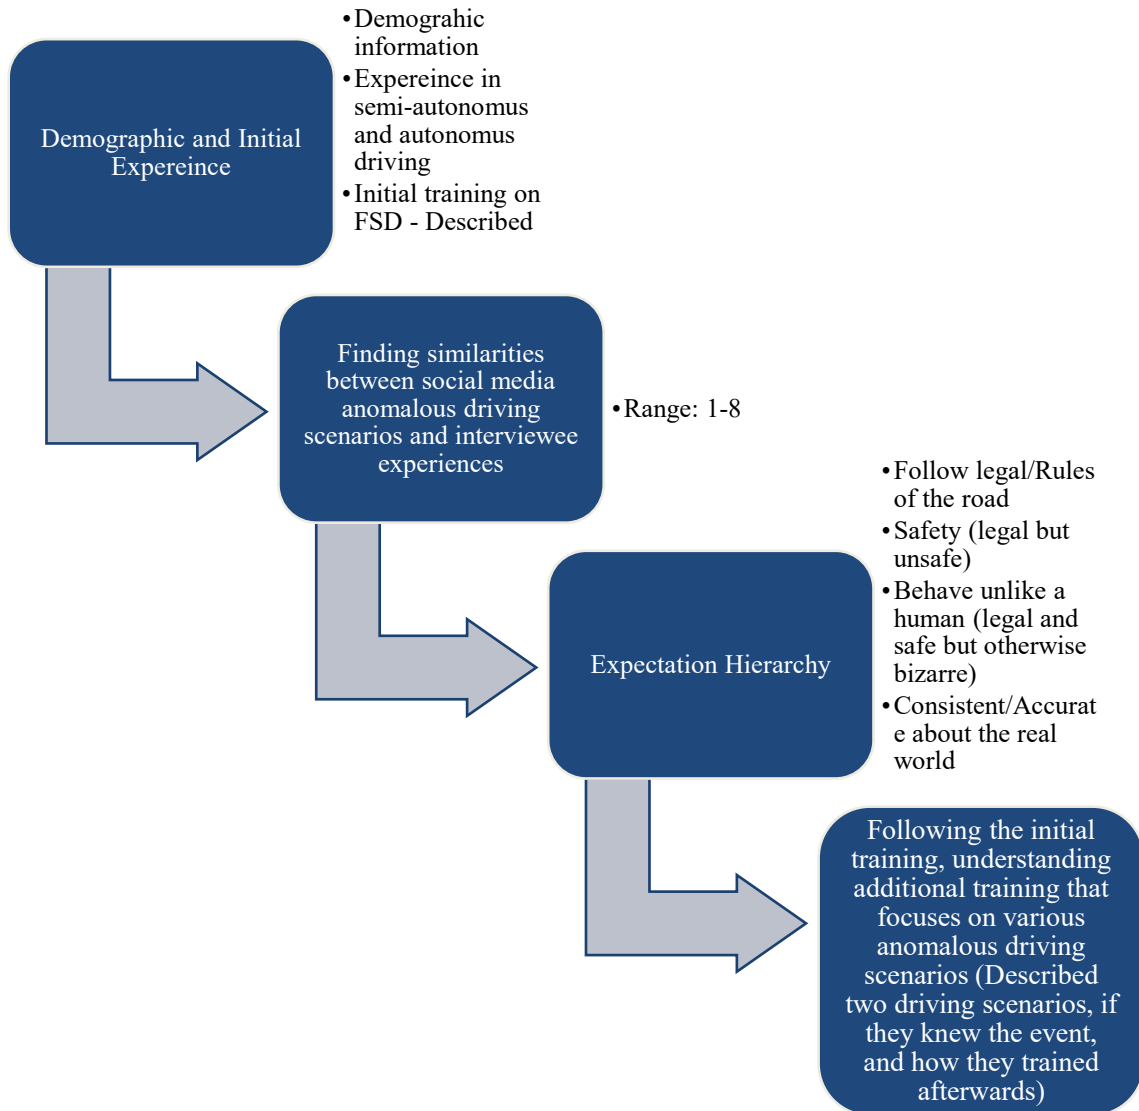 Demographic and Initial
Expereince
•Demograhic
information
•Expereince in
semi-autonomus
and autonomus
driving
•Initial training on
FSD - Described
Finding similarities
between social media
anomalous driving
scenarios and interviewee
experiences
•Range: 1-8
Expectation Hierarchy
•Follow legal/Rules
of the road
•Safety (legal but
unsafe)
•Behave unlike a
human (legal and
safe but otherwise
bizarre)
•Consistent/Accurat
e about the real
world
Following the initial
training, understanding
additional training that
focuses on various
anomalous driving
scenarios (Described
two driving scenarios, if
they knew the event,
and how they trained
afterwards)